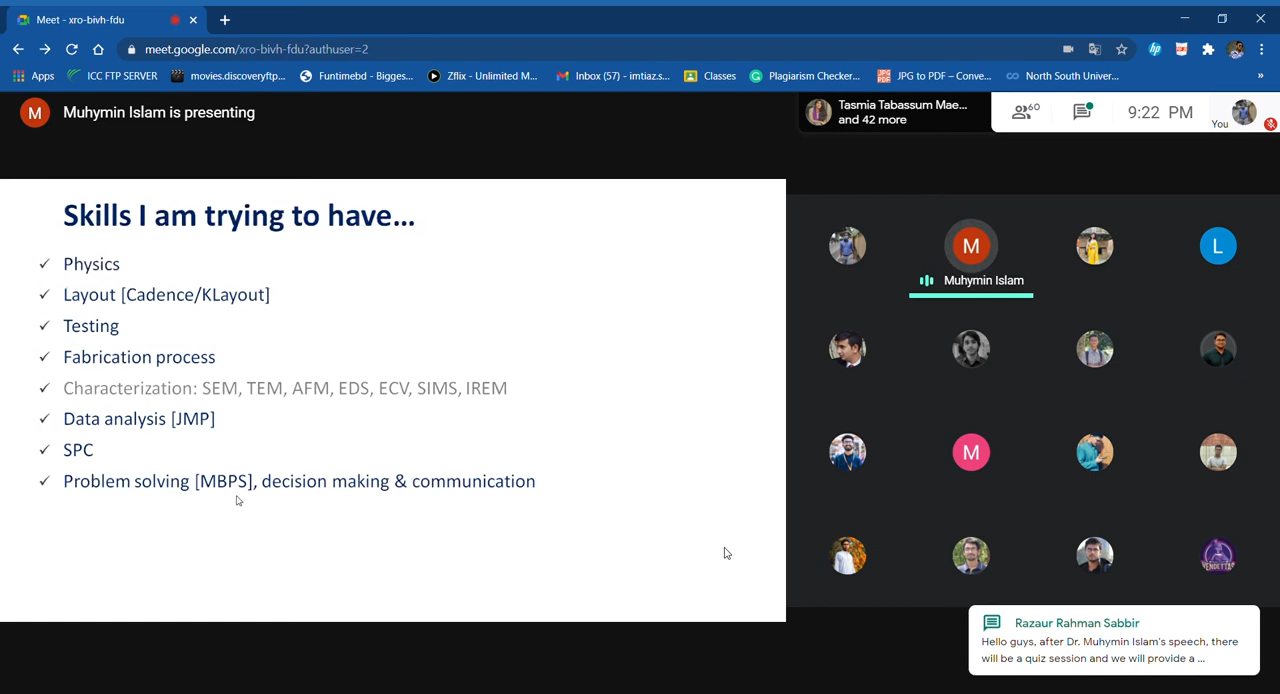 Meet - xro-bivh-fdu
meet.google.com/xro-bivh-fdu?authuser=2
Apps ICC FTP SERVER movies.discoveryftp... Funtimebd - Bigges... Zflix - Unlimited M... Inbox (57) - imtiaz.s... Classes Plagiarism Checker... JPG to PDF – Conve... North South Univer... »
M Muhymin Islam is presenting
Tasmia Tabassum Mae...
and 42 more
60
9:22 PM
You
Skills I am trying to have...
✓ Physics
✓ Layout [Cadence/KLayout]
✓ Testing
✓ Fabrication process
✓ Characterization: SEM, TEM, AFM, EDS, ECV, SIMS, IREM
✓ Data analysis [JMP]
✓ SPC
✓ Problem solving [MBPS], decision making & communication
M
L
Muhymin Islam
M
VENDETTA
Razaur Rahman Sabbir
Hello guys, after Dr. Muhymin Islam's speech, there
will be a quiz session and we will provide a ...